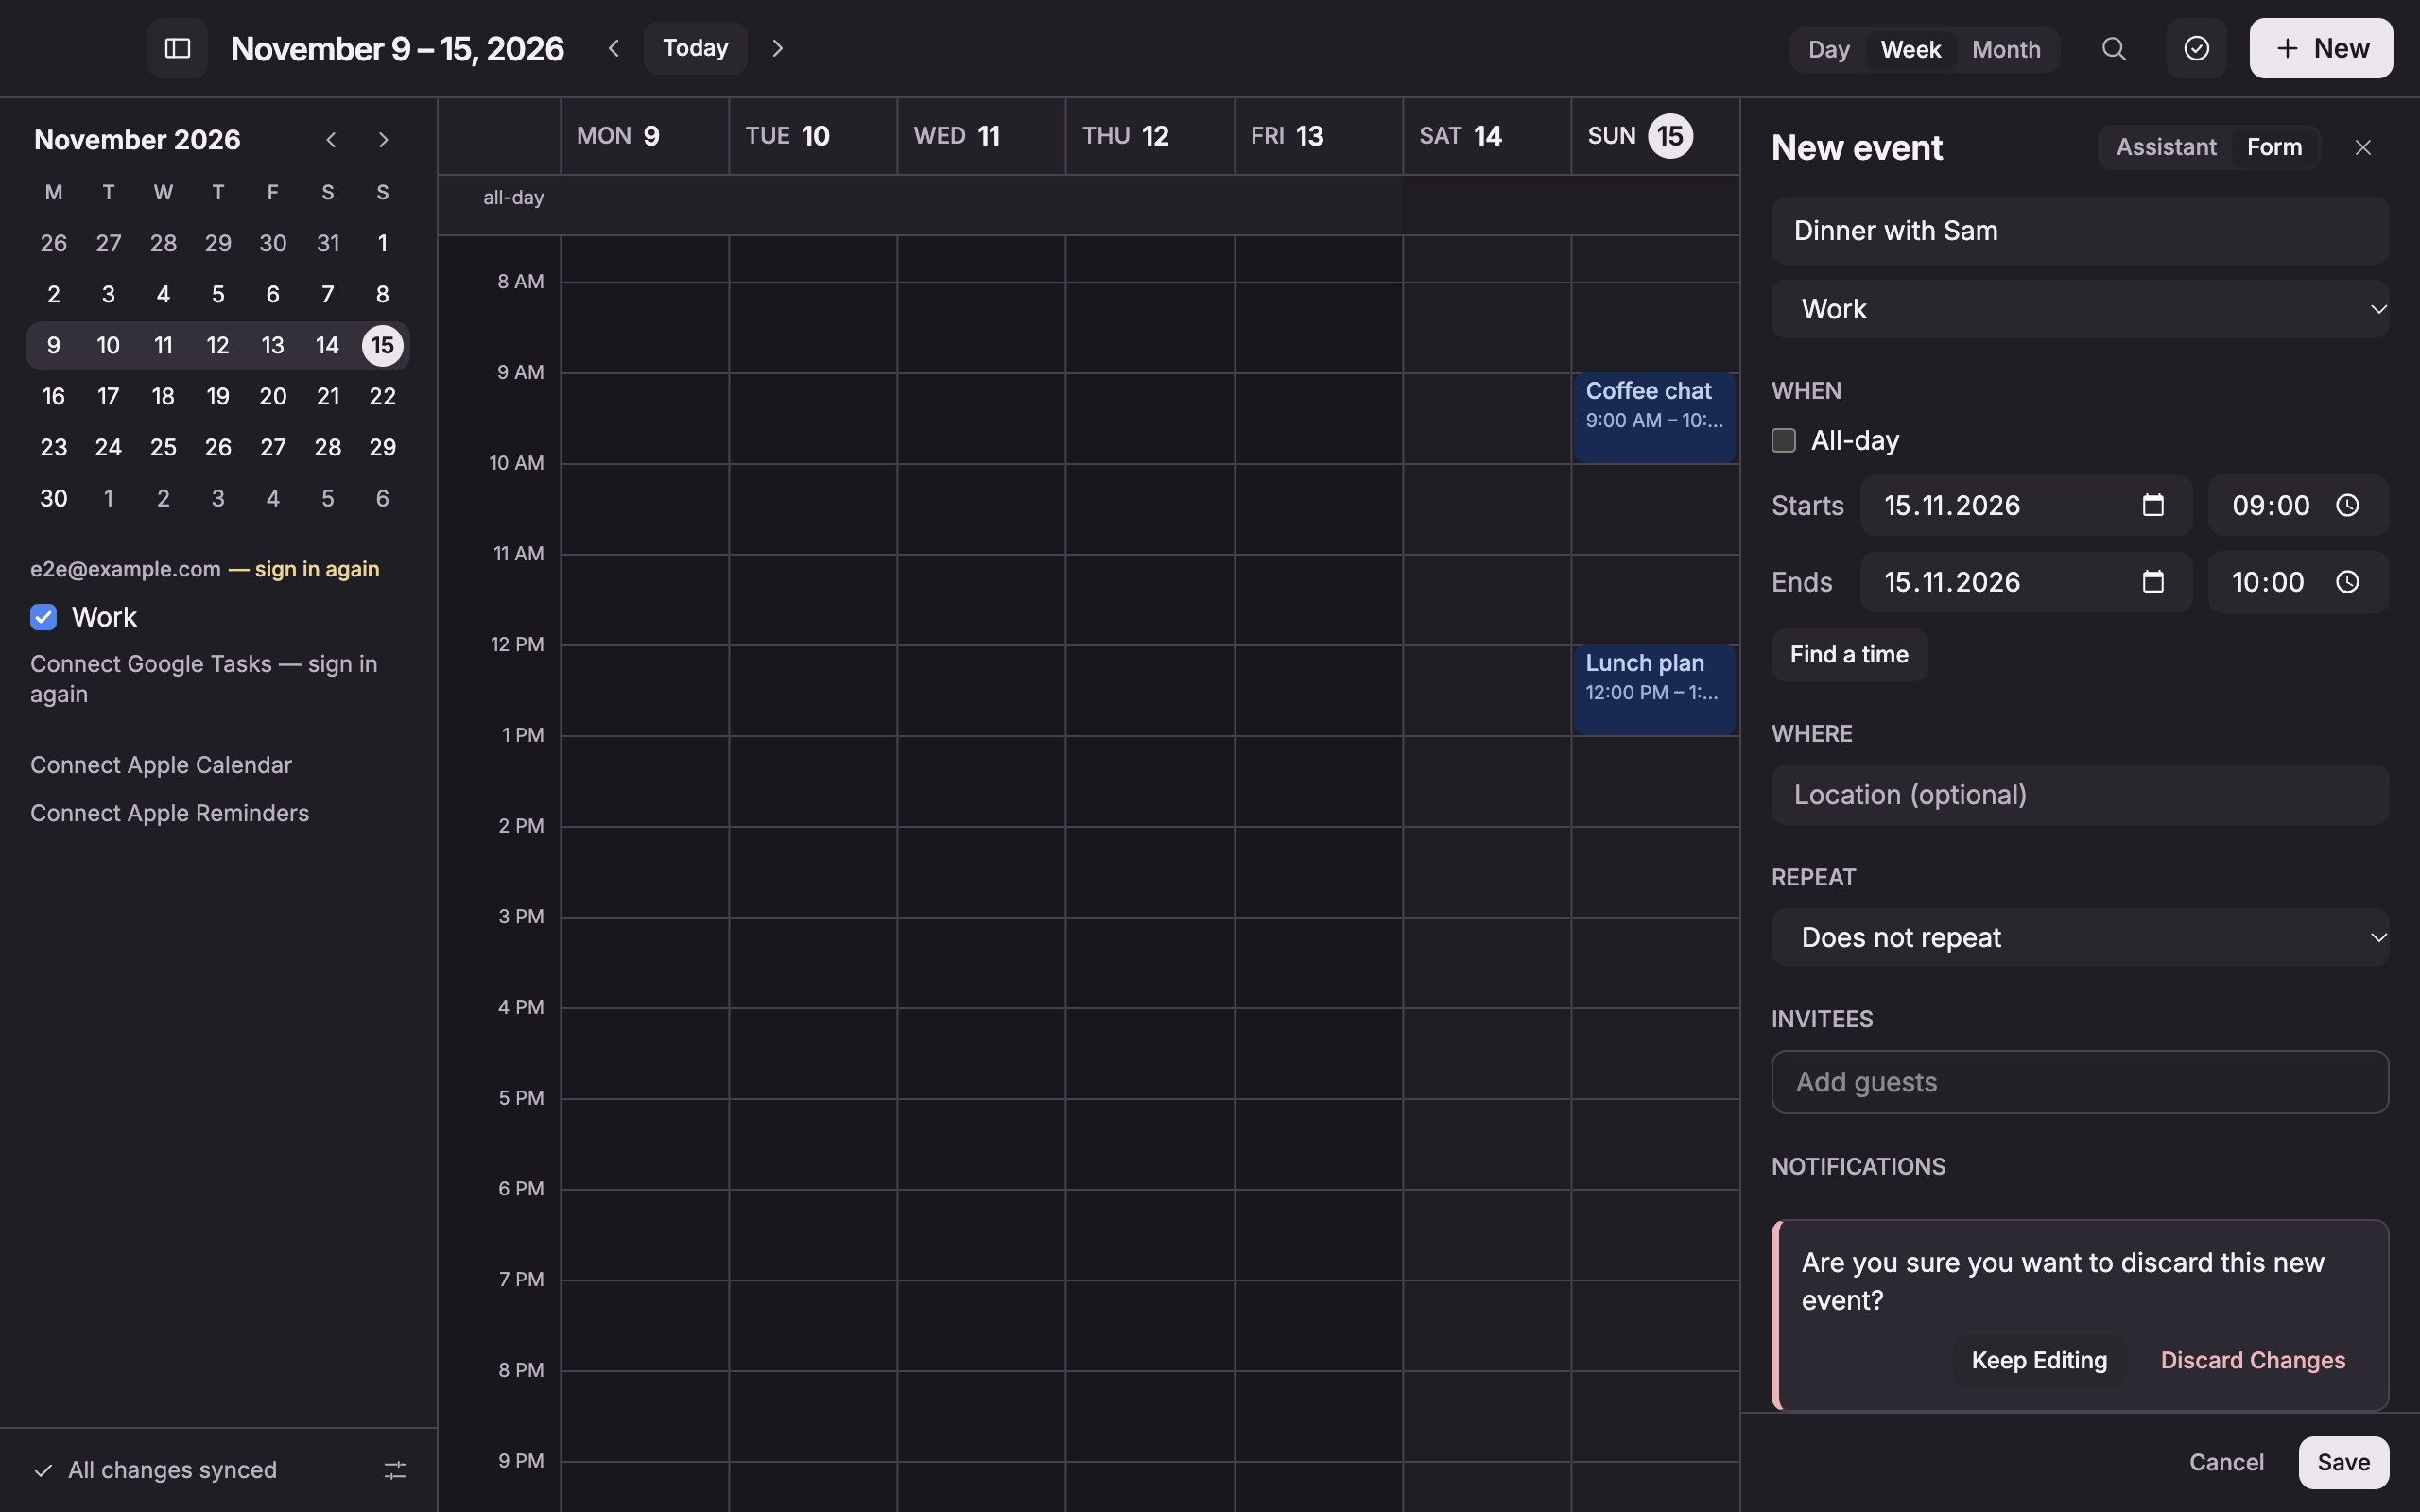 November 9 – 15, 2026
Today
Day Week Month
New
November 2026
M T W T F S S
26 27 28 29 30 31 1
2 3 4 5 6 7 8
9 10 11 12 13 14 15
16 17 18 19 20 21 22
23 24 25 26 27 28 29
30 1 2 3 4 5 6
e2e@example.com — sign in again
Work
Connect Google Tasks — sign in
again
Connect Apple Calendar
Connect Apple Reminders
All changes synced
MON 9 TUE 10 WED 11 THU 12 FRI 13 SAT 14 SUN 15
all-day
8 AM
9 AM
Coffee chat
9:00 AM – 10:...
10 AM
11 AM
12 PM
Lunch plan
12:00 PM – 1:...
1 PM
2 PM
3 PM
4 PM
5 PM
6 PM
7 PM
8 PM
9 PM
New event
Assistant Form
Dinner with Sam
Work
WHEN
All-day
Starts 15.11.2026 09:00
Ends 15.11.2026 10:00
Find a time
WHERE
Location (optional)
REPEAT
Does not repeat
INVITEES
Add guests
NOTIFICATIONS
Are you sure you want to discard this new
event?
Keep Editing Discard Changes
Cancel Save